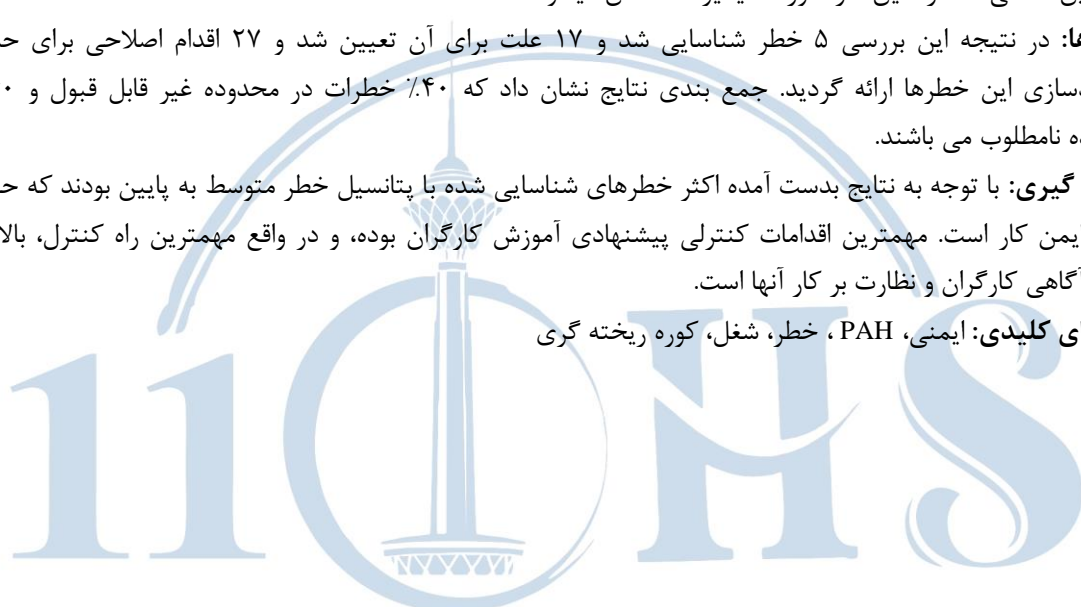 ها: در نتیجه این بررسی ۵ خطر شناسایی شد و ۱۷ علت برای آن تعیین شد و ۲۷ اقدام اصلاحی برای
سازی این خطرها ارائه گردید. جمع بندی نتایج نشان داد که ۴۰٪ خطرات در محدوده غیر قابل قبول و
نامطلوب می باشند.
گیری: با توجه به نتایج بدست آمده اکثر خطرهای شناسایی شده با پتانسیل خطر متوسط به پایین بودند که
ایمن کار است. مهمترین اقدامات کنترلی پیشنهادی آموزش کارگران بوده، و در واقع مهمترین راه کنترل،
آگاهی کارگران و نظارت بر کار آنها است.
کلیدی: ایمنی، PAH ، خطر، شغل، کوره ریخته گری
11 OHS